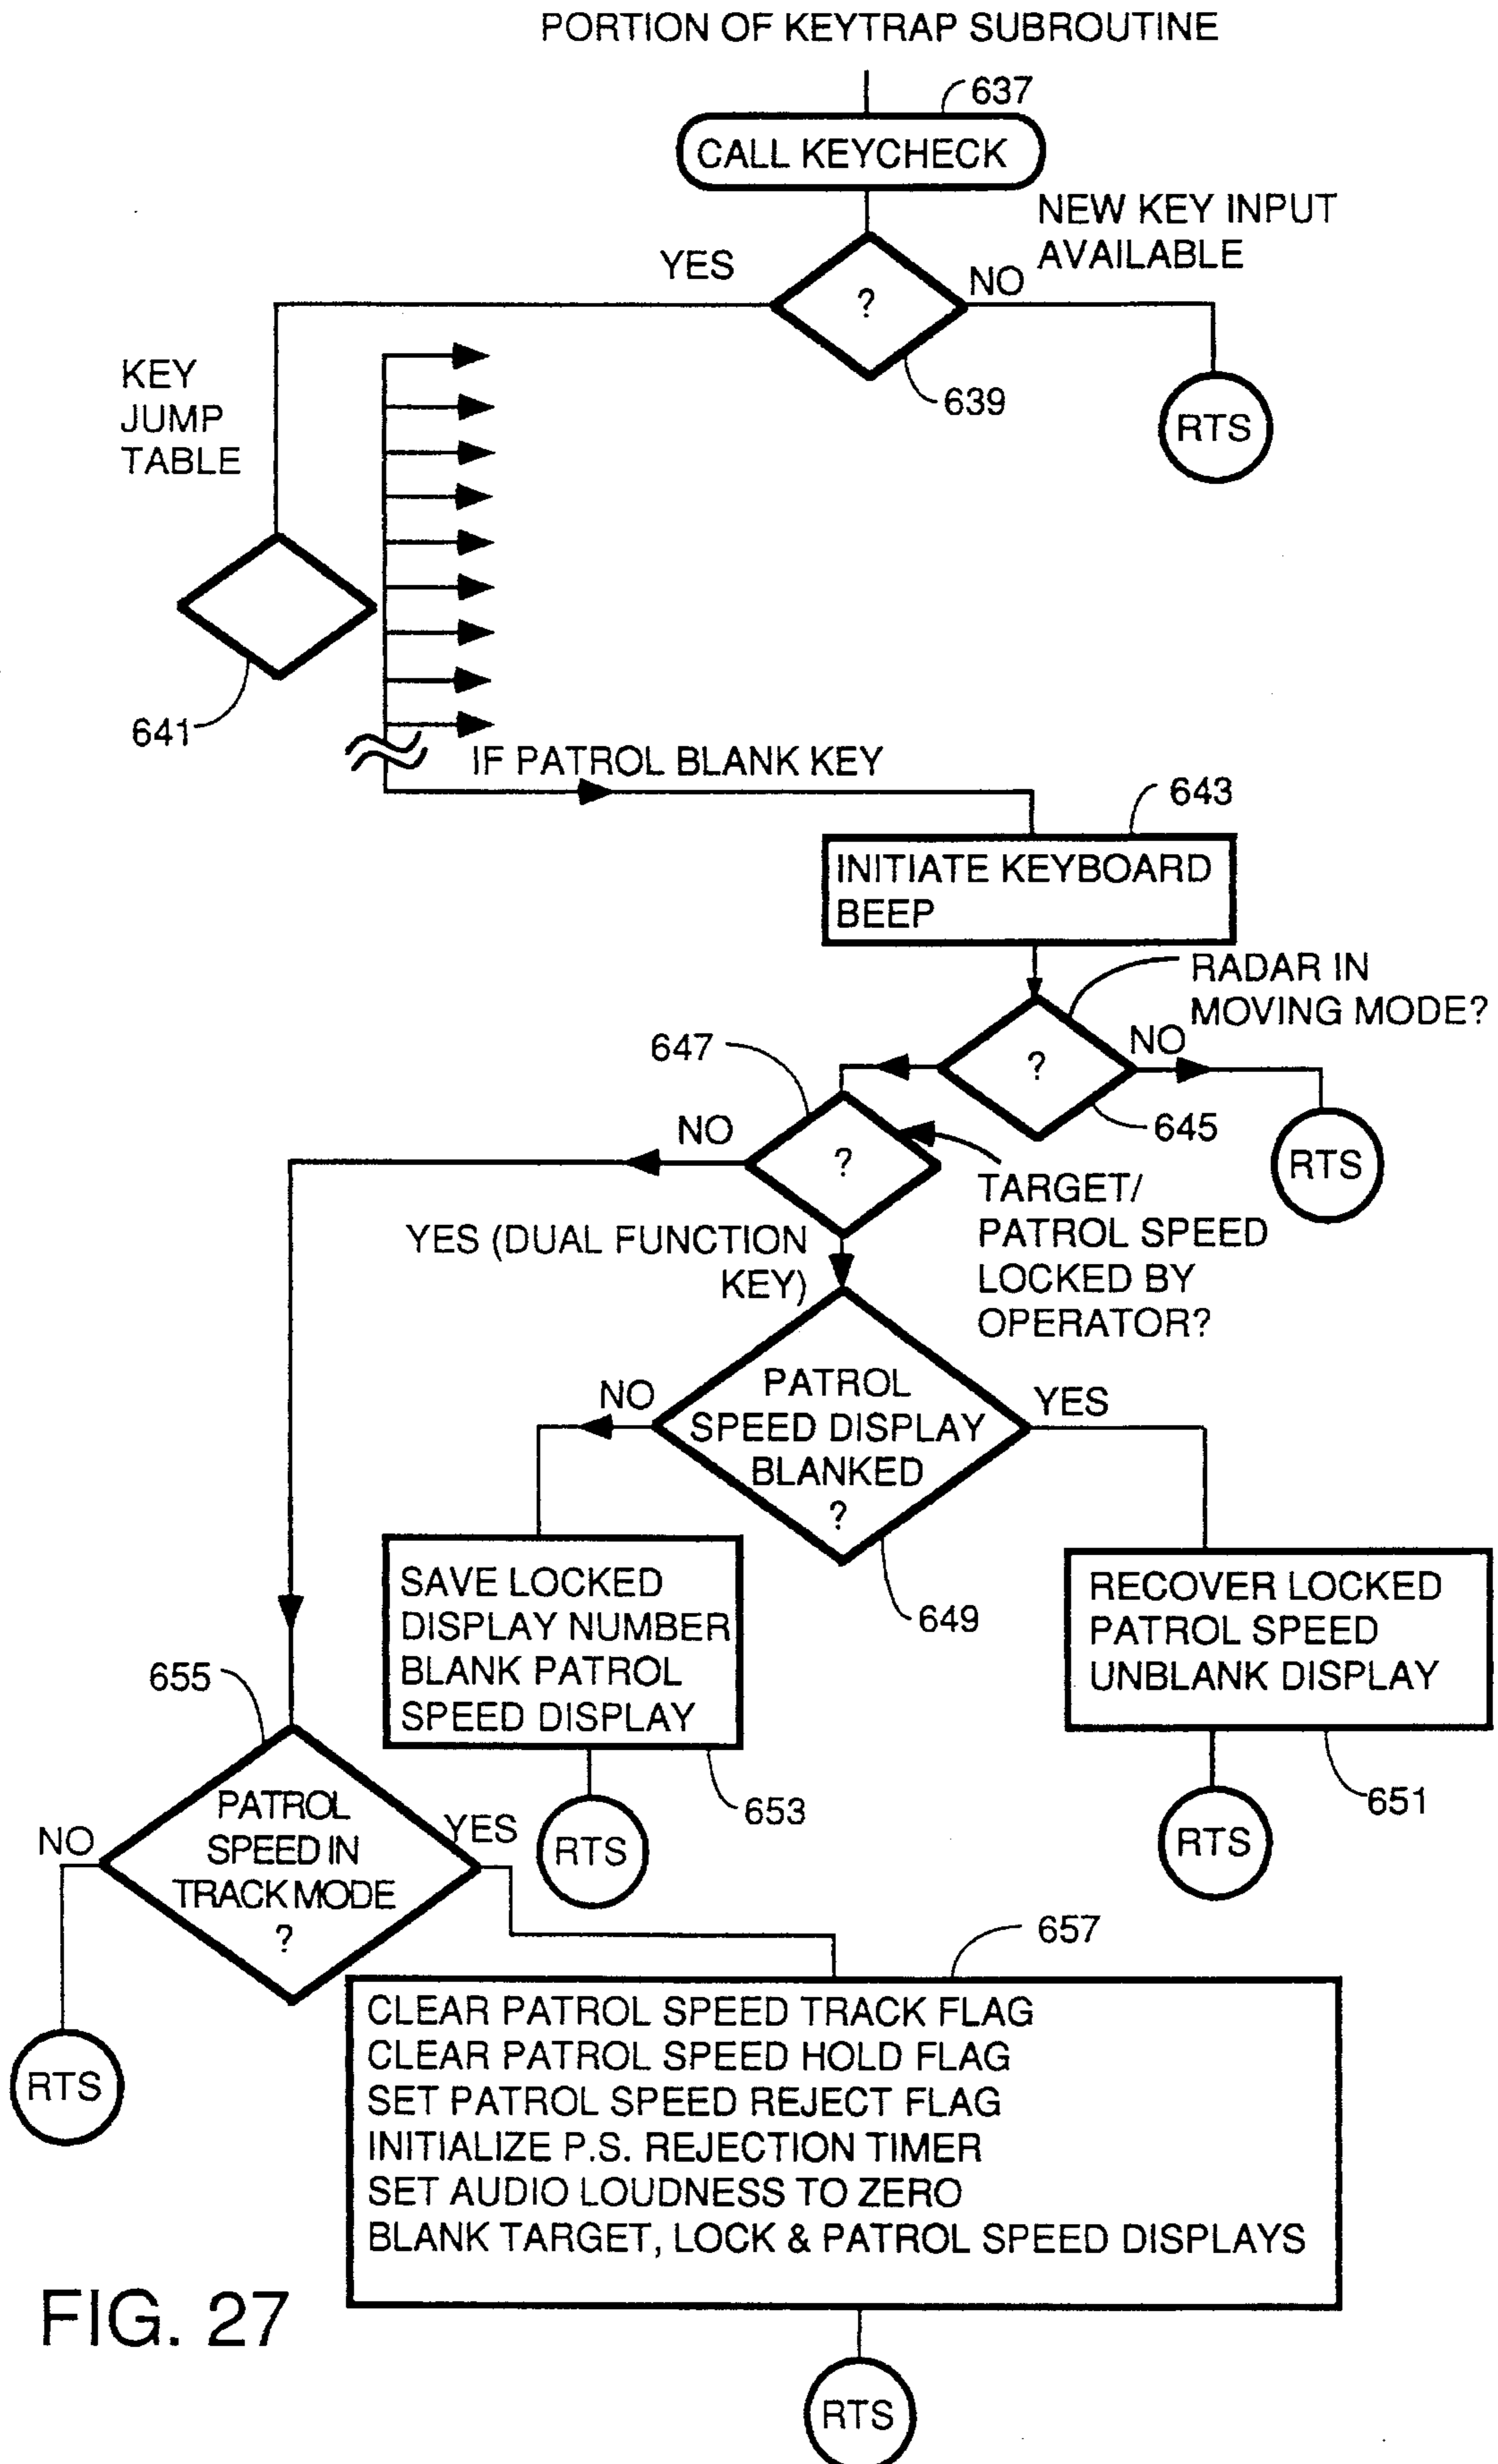 PORTION OF KEYTRAP SUBROUTINE
637
CALL KEYCHECK
NEW KEY INPUT
AVAILABLE
YES
?
NO
639
RTS
KEY
JUMP
TABLE
641
IF PATROL BLANK KEY
643
INITIATE KEYBOARD
BEEP
RADAR IN
MOVING MODE?
?
NO
645
RTS
647
NO
?
TARGET/
PATROL SPEED
LOCKED BY
OPERATOR?
YES (DUAL FUNCTION
KEY)
NO
PATROL
SPEED DISPLAY
BLANKED
?
YES
649
SAVE LOCKED
DISPLAY NUMBER
BLANK PATROL
SPEED DISPLAY
653
RTS
RECOVER LOCKED
PATROL SPEED
UNBLANK DISPLAY
651
RTS
655
NO
PATROL
SPEED IN
TRACK MODE
?
YES
RTS
657
CLEAR PATROL SPEED TRACK FLAG
CLEAR PATROL SPEED HOLD FLAG
SET PATROL SPEED REJECT FLAG
INITIALIZE P.S. REJECTION TIMER
SET AUDIO LOUDNESS TO ZERO
BLANK TARGET, LOCK & PATROL SPEED DISPLAYS
RTS
FIG. 27